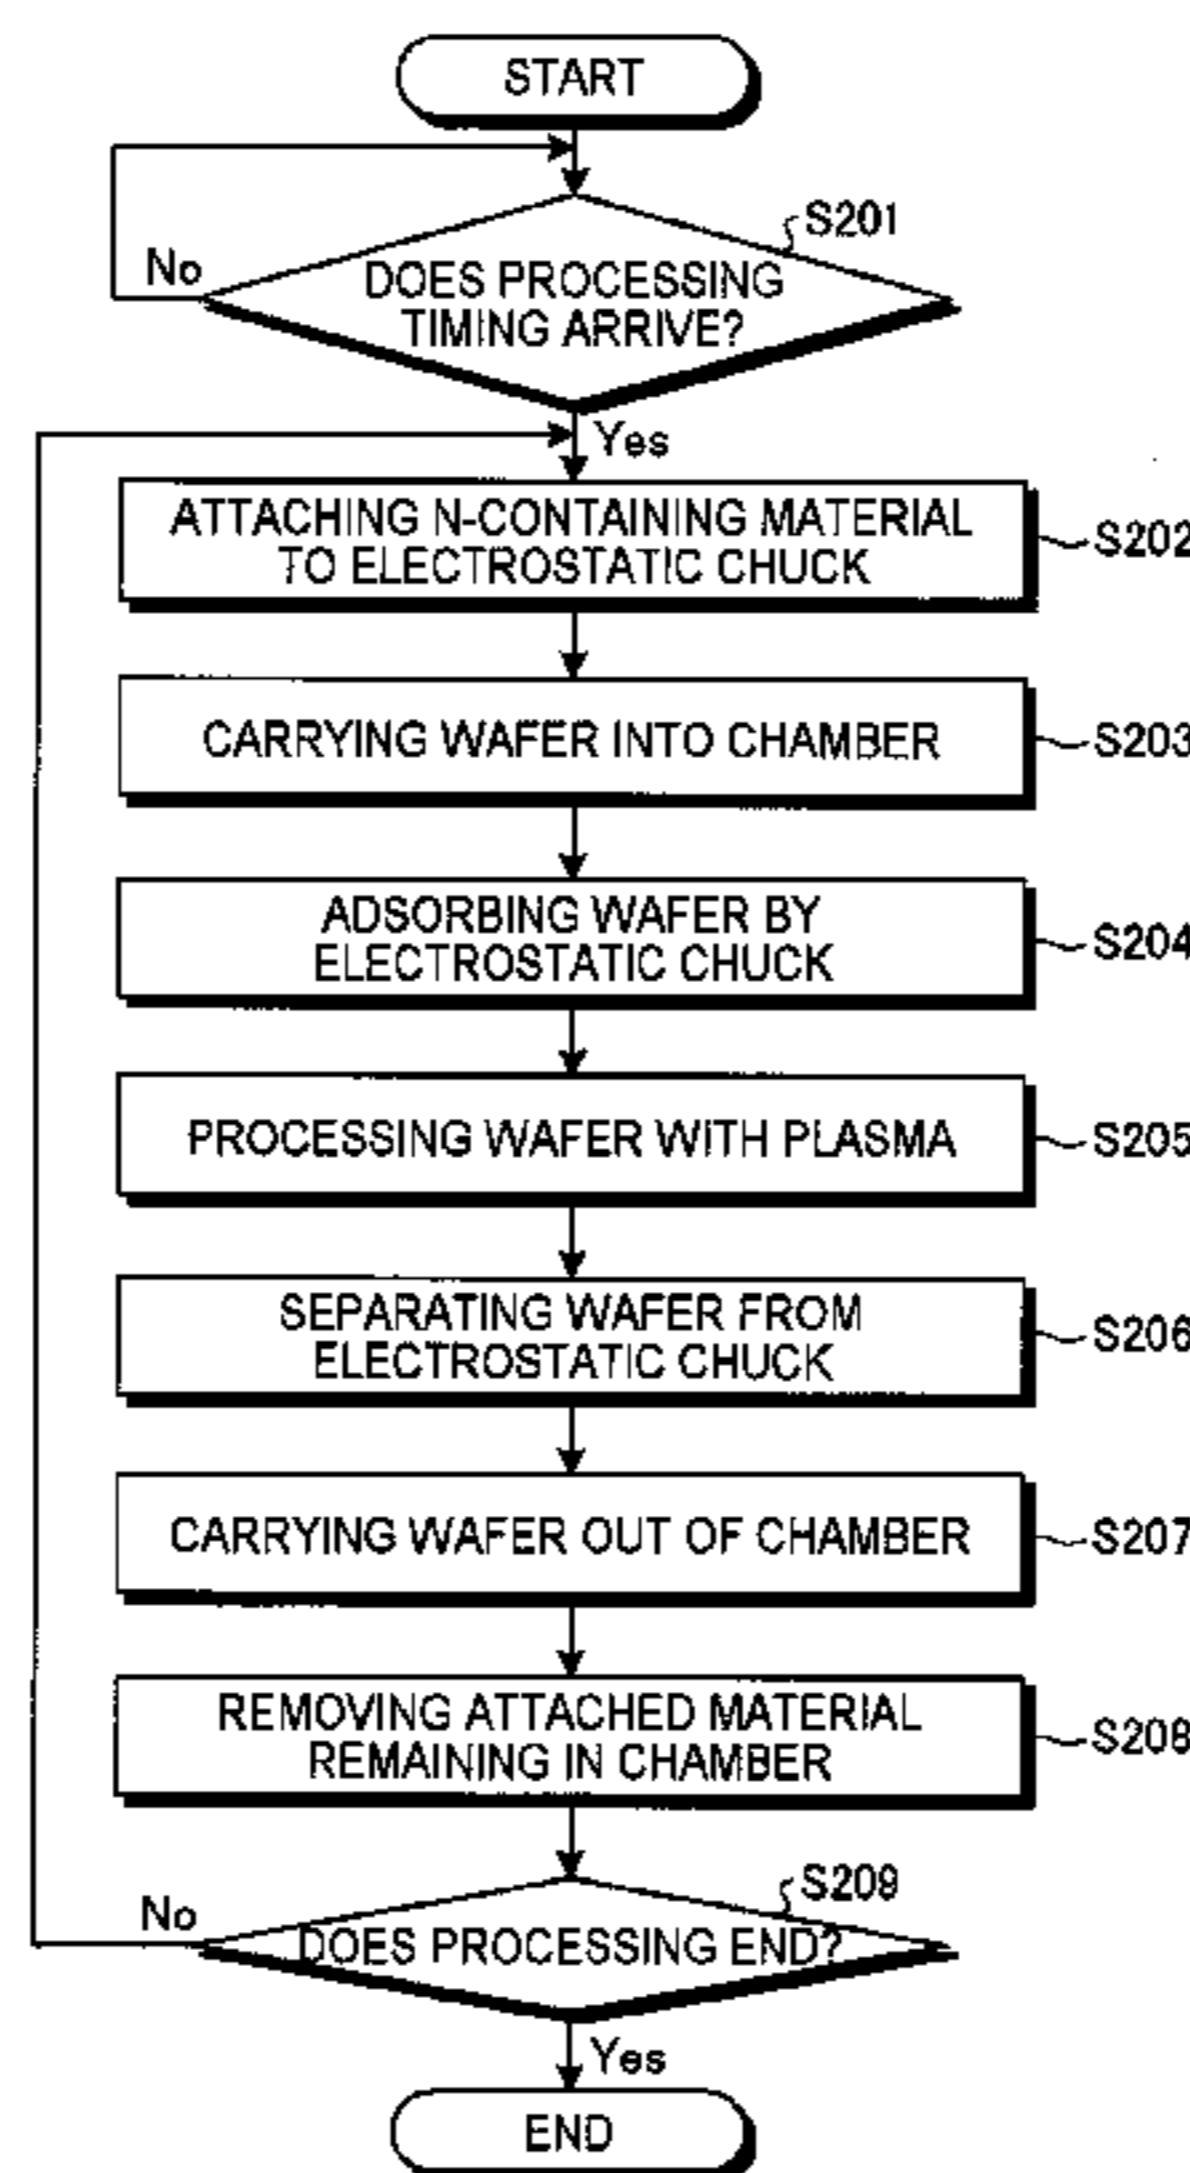 START
S201
No
DOES PROCESSING
TIMING ARRIVE?
Yes
ATTACHING N-CONTAINING MATERIAL
TO ELECTROSTATIC CHUCK
S202
CARRYING WAFER INTO CHAMBER
S203
ADSORBING WAFER BY
ELECTROSTATIC CHUCK
S204
PROCESSING WAFER WITH PLASMA
S205
SEPARATING WAFER FROM
ELECTROSTATIC CHUCK
S206
CARRYING WAFER OUT OF CHAMBER
S207
REMOVING ATTACHED MATERIAL
REMAINING IN CHAMBER
S208
S209
No
DOES PROCESSING END?
Yes
END